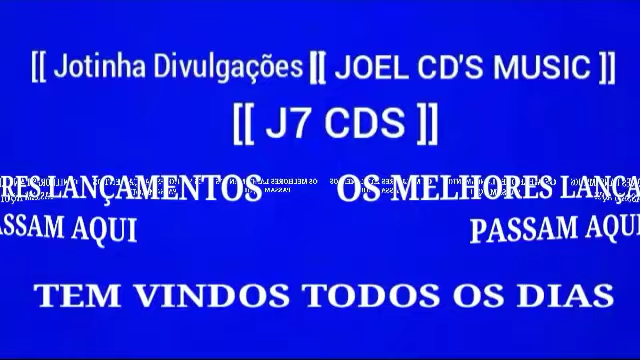 [[ Jotinha Divulgações [[ JOEL CD'S MUSIC ]]
[[ J7 CDS ]]
RES LANÇAMENTOS OS MELHORES LANÇA
ASSAM AQUI PASSAM AQUI
TEM VINDOS TODOS OS DIAS